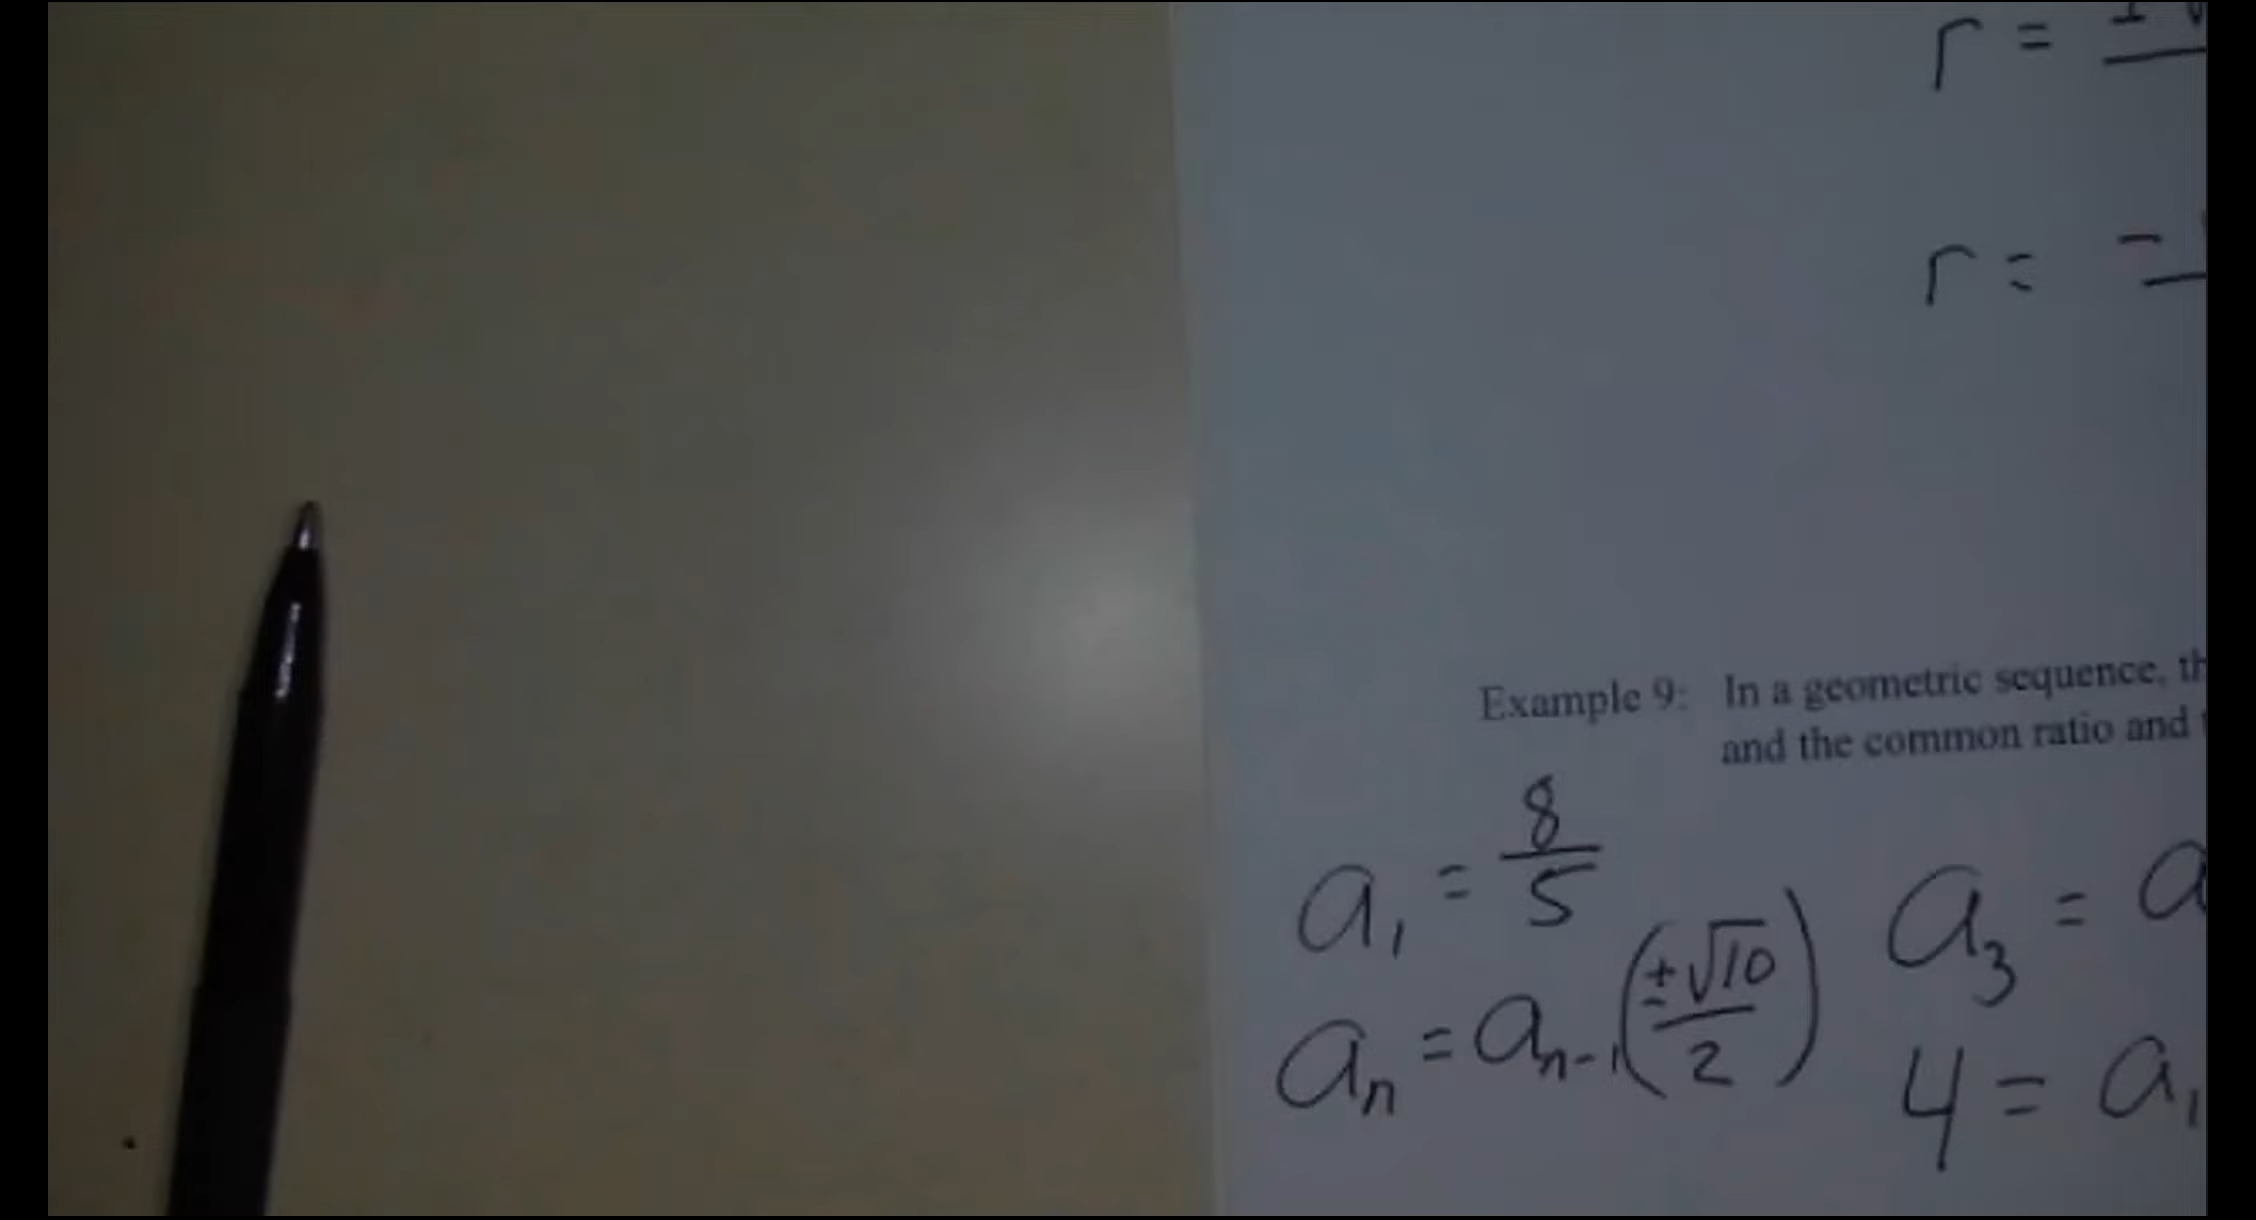 r = ±
r = -
Example 9: In a geometric sequence, th
and the common ratio and
a₁ = 8/5
a₃ = a
aₙ = aₙ₋₁(±√10/2)
4 = a₁